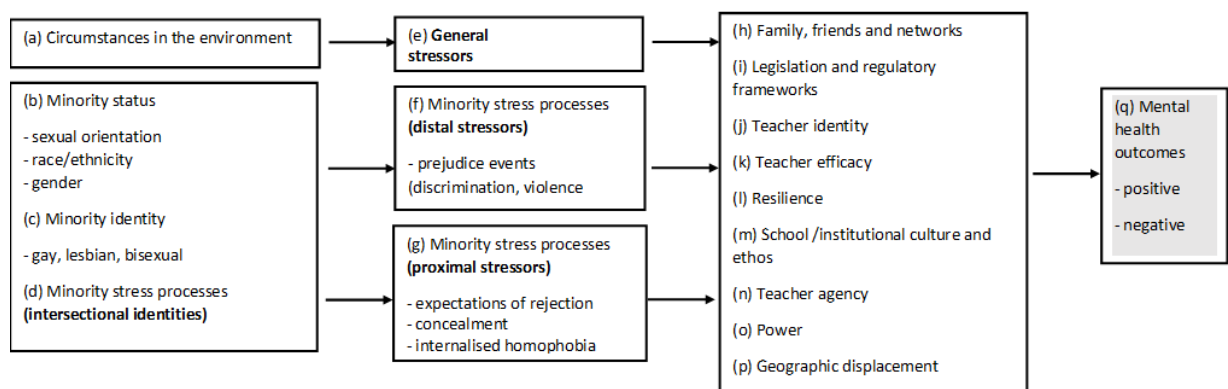 (a) Circumstances in the environment
(b) Minority status
- sexual orientation
- race/ethnicity
- gender
(c) Minority identity
- gay, lesbian, bisexual
(d) Minority stress processes
(intersectional identities)
(e) General
stressors
(f) Minority stress processes
(distal stressors)
- prejudice events
(discrimination, violence
(g) Minority stress processes
(proximal stressors)
- expectations of rejection
- concealment
- internalised homophobia
(h) Family, friends and networks
(i) Legislation and regulatory
frameworks
(j) Teacher identity
(k) Teacher efficacy
(l) Resilience
(m) School /institutional culture and
ethos
(n) Teacher agency
(o) Power
(p) Geographic displacement
(q) Mental
health
outcomes
- positive
- negative